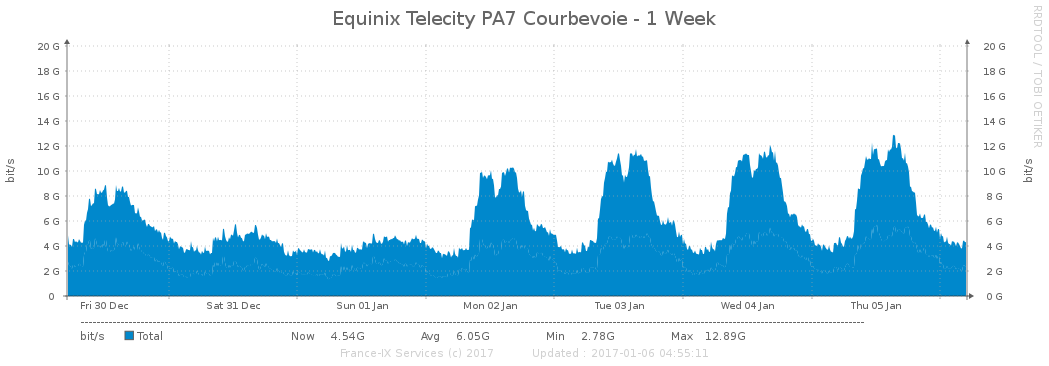 Equinix Telecity PA7 Courbevoie - 1 Week
RRDTOOL / TOBI OETIKER
20 G 20 G
18 G 18 G
16 G 16 G
14 G 14 G
12 G 12 G
10 G 10 G
8 G 8 G
6 G 6 G
4 G 4 G
2 G 2 G
0 0 G
bit/s bit/s
Fri 30 Dec Sat 31 Dec Sun 01 Jan Mon 02 Jan Tue 03 Jan Wed 04 Jan Thu 05 Jan
bit/s Total Now 4.54G Avg 6.05G Min 2.78G Max 12.89G
France-IX Services (c) 2017 Updated : 2017-01-06 04:55:11